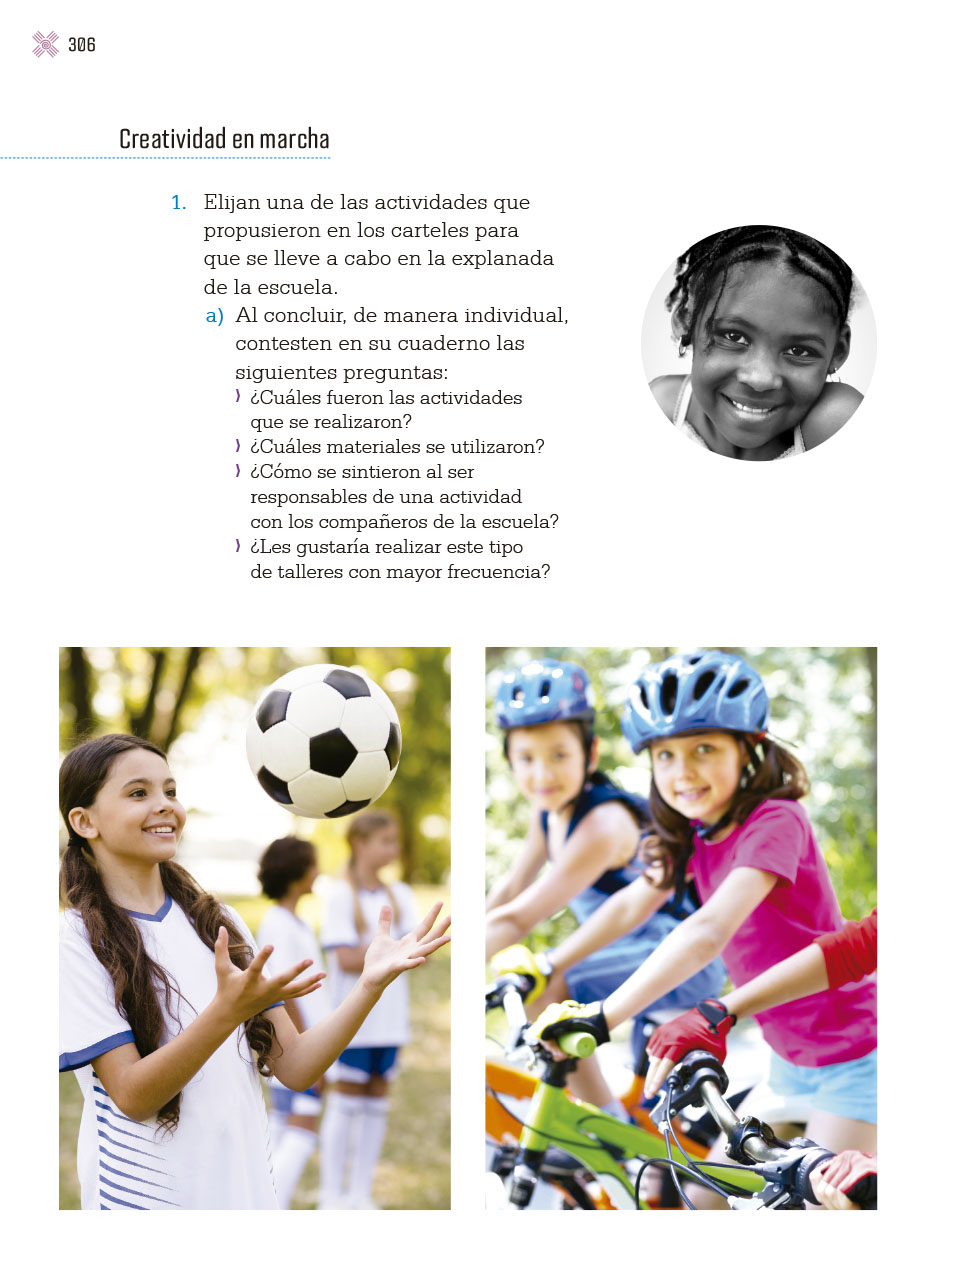 306
Creatividad en marcha
1. Elijan una de las actividades que
propusieron en los carteles para
que se lleve a cabo en la explanada
de la escuela.
a) Al concluir, de manera individual,
contesten en su cuaderno las
siguientes preguntas:
⟩ ¿Cuáles fueron las actividades
que se realizaron?
⟩ ¿Cuáles materiales se utilizaron?
⟩ ¿Cómo se sintieron al ser
responsables de una actividad
con los compañeros de la escuela?
⟩ ¿Les gustaría realizar este tipo
de talleres con mayor frecuencia?